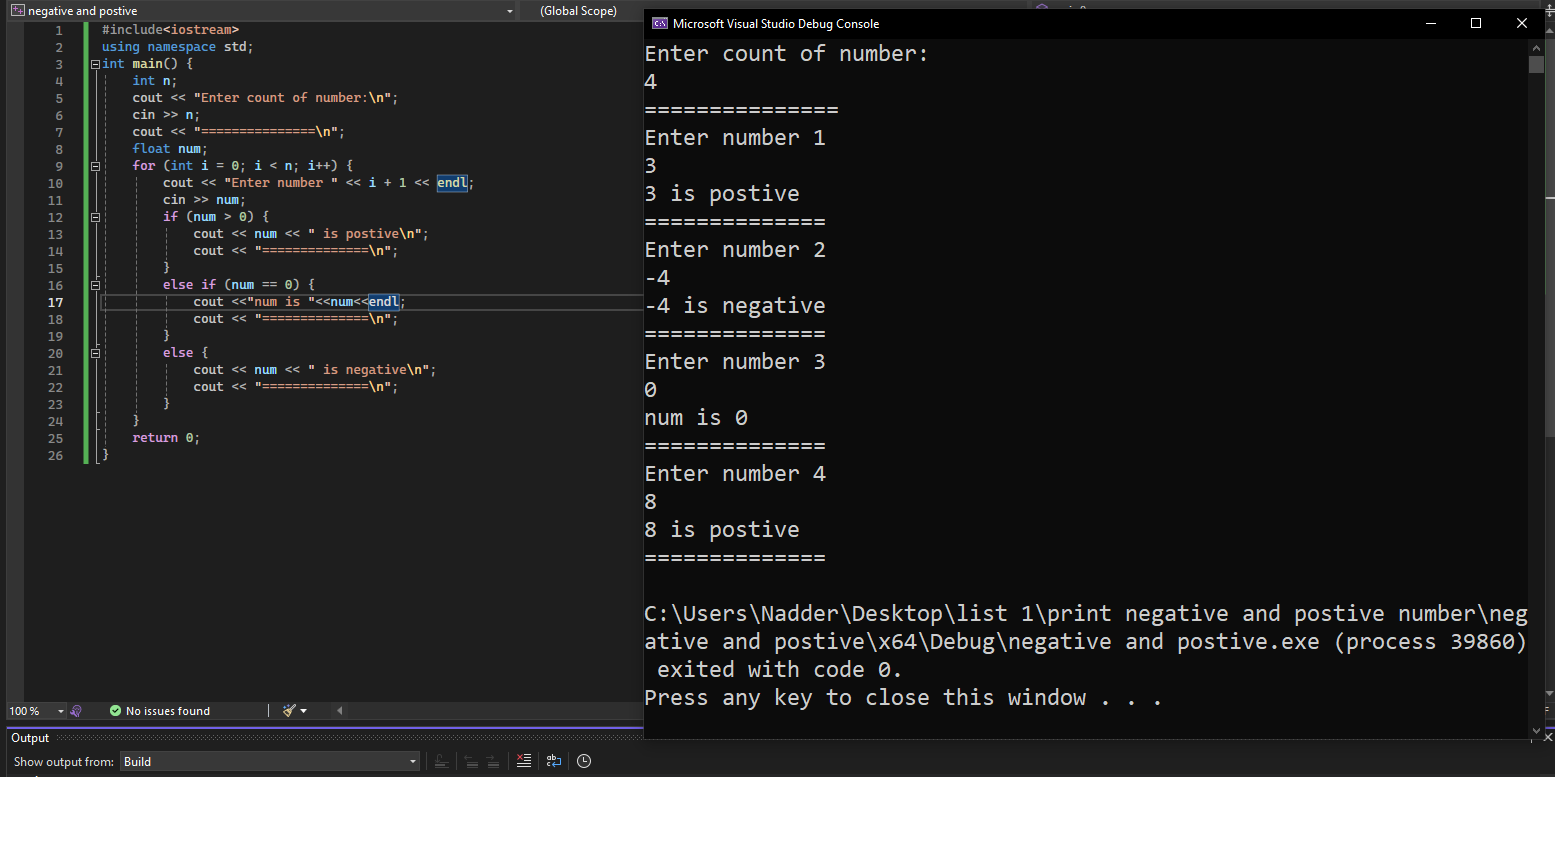 negative and postive
(Global Scope)
1 #include<iostream>
2 using namespace std;
3 int main() {
4 int n;
5 cout << "Enter count of number:\n";
6 cin >> n;
7 cout << "===============\n";
8 float num;
9 for (int i = 0; i < n; i++) {
10 cout << "Enter number " << i + 1 << endl;
11 cin >> num;
12 if (num > 0) {
13 cout << num << " is postive\n";
14 cout << "==============\n";
15 }
16 else if (num == 0) {
17 cout <<"num is "<<num<<endl;
18 cout << "==============\n";
19 }
20 else {
21 cout << num << " is negative\n";
22 cout << "==============\n";
23 }
24 }
25 return 0;
26 }
100 %
No issues found
Output
Show output from: Build
Microsoft Visual Studio Debug Console
Enter count of number:
4
===============
Enter number 1
3
3 is postive
==============
Enter number 2
-4
-4 is negative
==============
Enter number 3
0
num is 0
==============
Enter number 4
8
8 is postive
==============
C:\Users\Nadder\Desktop\list 1\print negative and postive number\neg
ative and postive\x64\Debug\negative and postive.exe (process 39860)
exited with code 0.
Press any key to close this window . . .